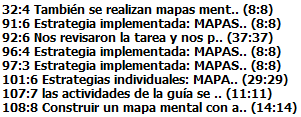 32:4 También se realizan mapas ment.. (8:8)
91:6 Estrategia implementada: MAPAS.. (8:8)
92:6 Nos revisaron la tarea y nos p.. (37:37)
96:4 Estrategia implementada: MAPAS.. (8:8)
97:3 Estrategia implementada: MAPAS.. (8:8)
101:6 Estrategias individuales: MAPA.. (29:29)
107:7 las actividades de la guía se .. (11:11)
108:8 Construir un mapa mental con a.. (14:14)